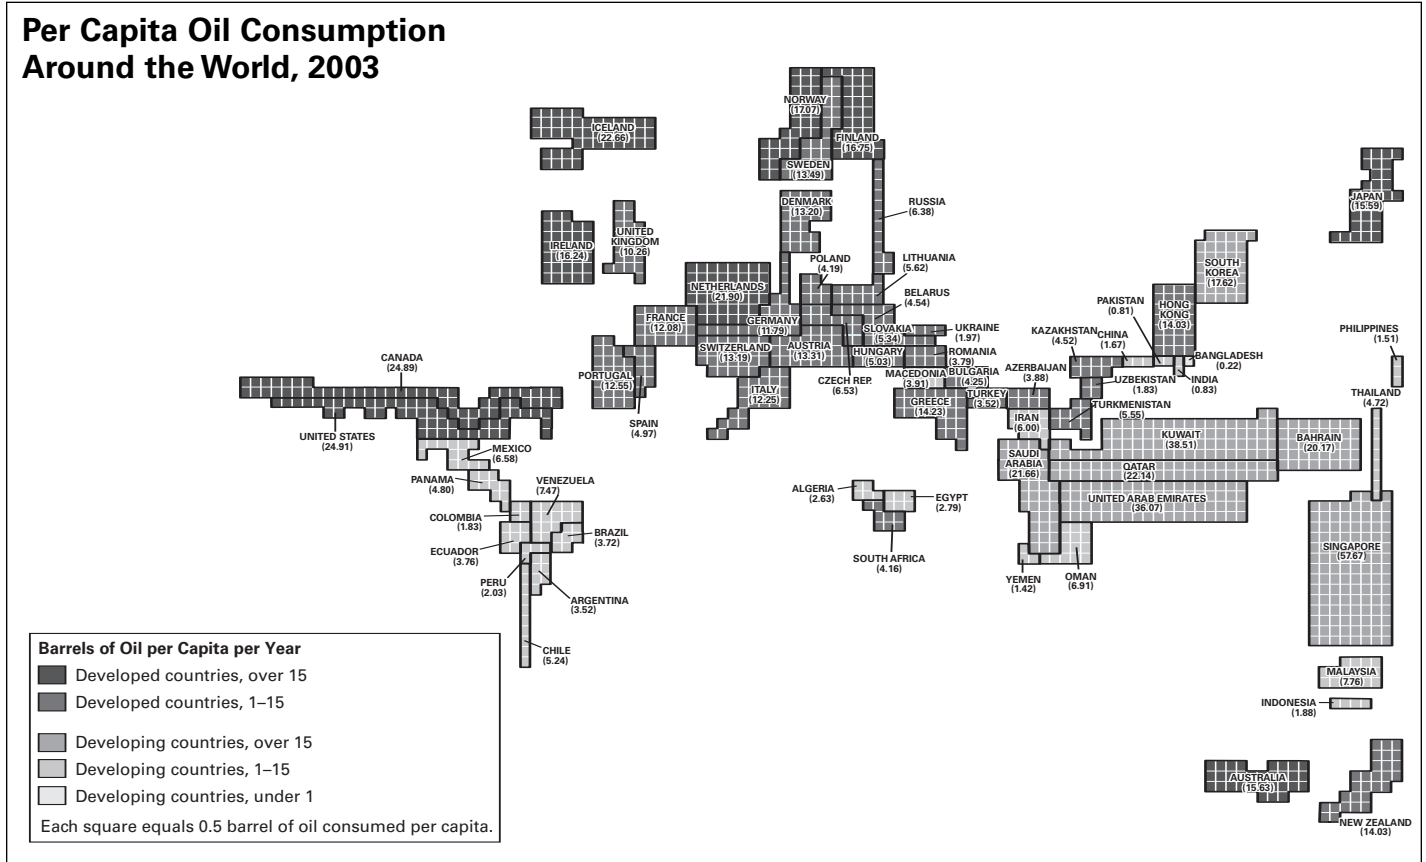 Per Capita Oil Consumption
Around the World, 2003
NORWAY
(17.07)
ICELAND
(22.66)
FINLAND
(16.75)
SWEDEN
(13.49)
DENMARK
(13.20)
RUSSIA
(6.38)
JAPAN
(15.59)
IRELAND
(16.24)
UNITED
KINGDOM
(10.26)
POLAND
(4.19)
LITHUANIA
(5.62)
SOUTH
KOREA
(17.62)
NETHERLANDS
(21.90)
BELARUS
(4.54)
PAKISTAN
(0.81)
HONG
KONG
(14.03)
FRANCE
(12.08)
GERMANY
(11.79)
SLOVAKIA
(5.34)
UKRAINE
(1.97)
KAZAKHSTAN
(4.52)
CHINA
(1.67)
PHILIPPINES
(1.51)
SWITZERLAND
(13.19)
AUSTRIA
(13.31)
HUNGARY
(5.03)
ROMANIA
(3.79)
BANGLADESH
(0.22)
CANADA
(24.89)
PORTUGAL
(12.55)
CZECH REP.
(6.53)
MACEDONIA
(3.91)
BULGARIA
(4.25)
AZERBAIJAN
(3.88)
UZBEKISTAN
(1.83)
INDIA
(0.83)
ITALY
(12.25)
THAILAND
(4.72)
SPAIN
(4.97)
GREECE
(14.23)
TURKEY
(3.52)
TURKMENISTAN
(5.55)
IRAN
(6.00)
UNITED STATES
(24.91)
MEXICO
(6.58)
KUWAIT
(38.51)
BAHRAIN
(20.17)
SAUDI
ARABIA
(21.66)
QATAR
(22.14)
PANAMA
(4.80)
VENEZUELA
(7.47)
ALGERIA
(2.63)
EGYPT
(2.79)
UNITED ARAB EMIRATES
(36.07)
COLOMBIA
(1.83)
BRAZIL
(3.72)
ECUADOR
(3.76)
SOUTH AFRICA
(4.16)
SINGAPORE
(57.67)
PERU
(2.03)
YEMEN
(1.42)
OMAN
(6.91)
ARGENTINA
(3.52)
CHILE
(5.24)
MALAYSIA
(7.76)
INDONESIA
(1.88)
AUSTRALIA
(15.63)
NEW ZEALAND
(14.03)
Barrels of Oil per Capita per Year
Developed countries, over 15
Developed countries, 1–15
Developing countries, over 15
Developing countries, 1–15
Developing countries, under 1
Each square equals 0.5 barrel of oil consumed per capita.